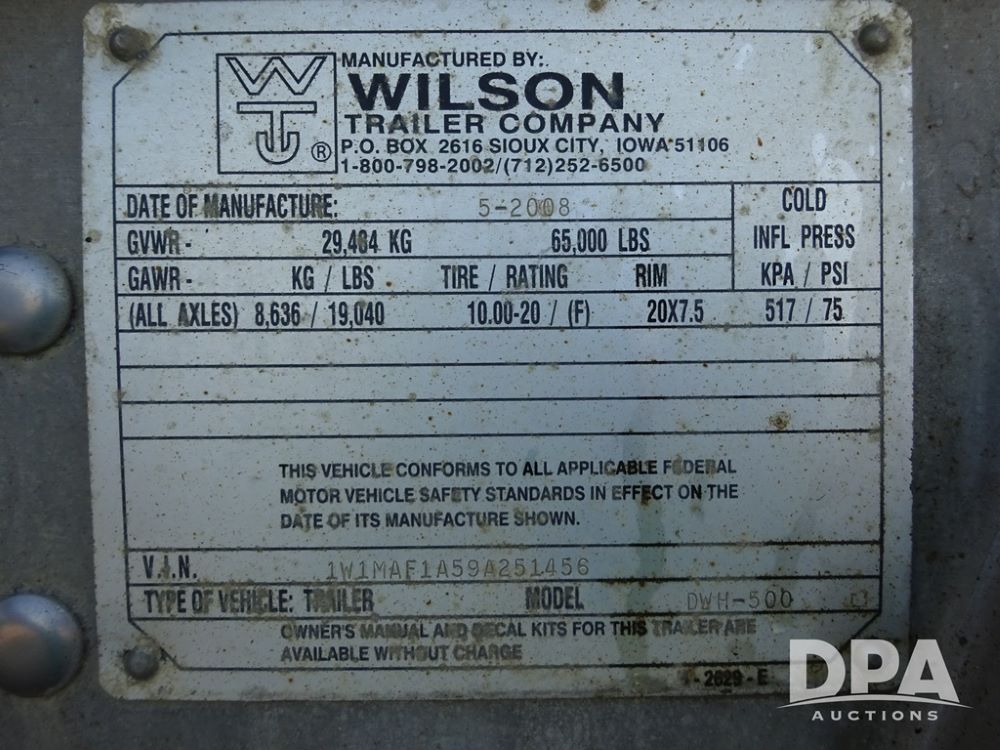 MANUFACTURED BY:.
WILSON
TRAILER COMPANY
P.O. BOX 2616 SIOUX CITY, IOWA 51106
1-800-798-2002/(712)252-6500
WTJ ®
DATE OF MANUFACTURE: 5-2008
COLD
GVWR - 29,484 KG 65,000 LBS INFL PRESS
GAWR - KG / LBS TIRE / RATING RIM KPA / PSI
(ALL AXLES) 8,636 / 19,040 10.00-20 / (F) 20X7.5 517 / 75
THIS VEHICLE CONFORMS TO ALL APPLICABLE FEDERAL
MOTOR VEHICLE SAFETY STANDARDS IN EFFECT ON THE
DATE OF ITS MANUFACTURE SHOWN.
V.I.N. 1W1MAF1A59A251456
TYPE OF VEHICLE: TRAILER MODEL DWH-500
OWNER'S MANUAL AND DECAL KITS FOR THIS TRAILER ARE
AVAILABLE WITHOUT CHARGE
2629-E
DPA
AUCTIONS